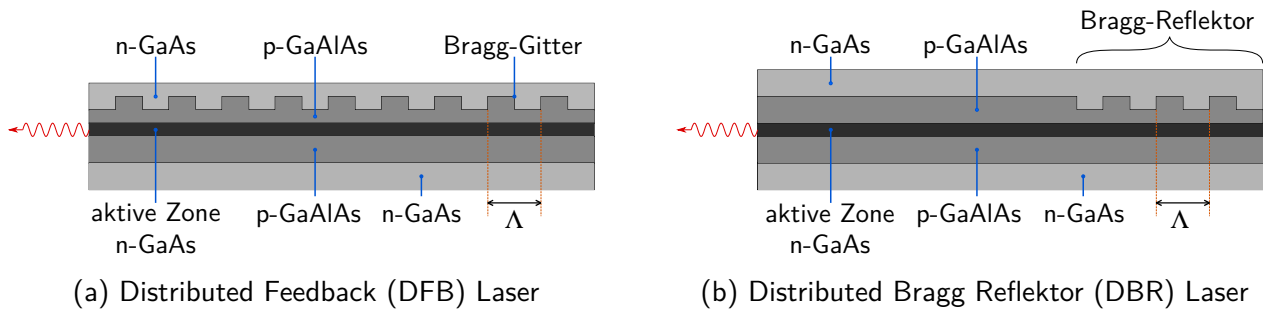 n-GaAs
p-GaAlAs
Bragg-Gitter
aktive Zone
n-GaAs
p-GaAlAs
n-GaAs
Λ
(a) Distributed Feedback (DFB) Laser
Bragg-Reflektor
n-GaAs
p-GaAlAs
aktive Zone
n-GaAs
p-GaAlAs
n-GaAs
Λ
(b) Distributed Bragg Reflektor (DBR) Laser